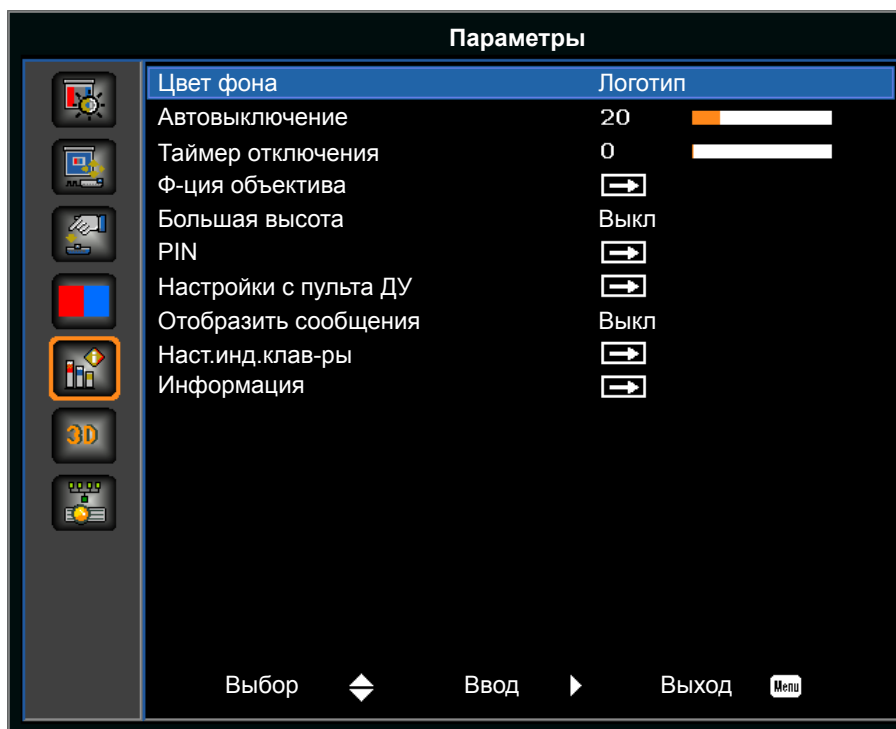 Параметры
Цвет фона Логотип
Автовыключение 20
Таймер отключения 0
Ф-ция объектива
Большая высота Выкл
PIN
Настройки с пульта ДУ
Отобразить сообщения Выкл
Наст.инд.клав-ры
Информация
3D
Выбор Ввод Выход Menu